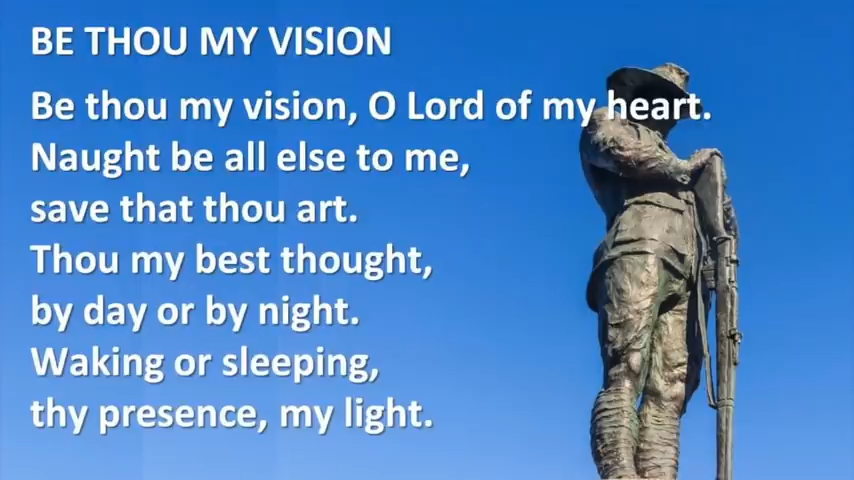 BE THOU MY VISION
Be thou my vision, O Lord of my heart.
Naught be all else to me,
save that thou art.
Thou my best thought,
by day or by night.
Waking or sleeping,
thy presence, my light.